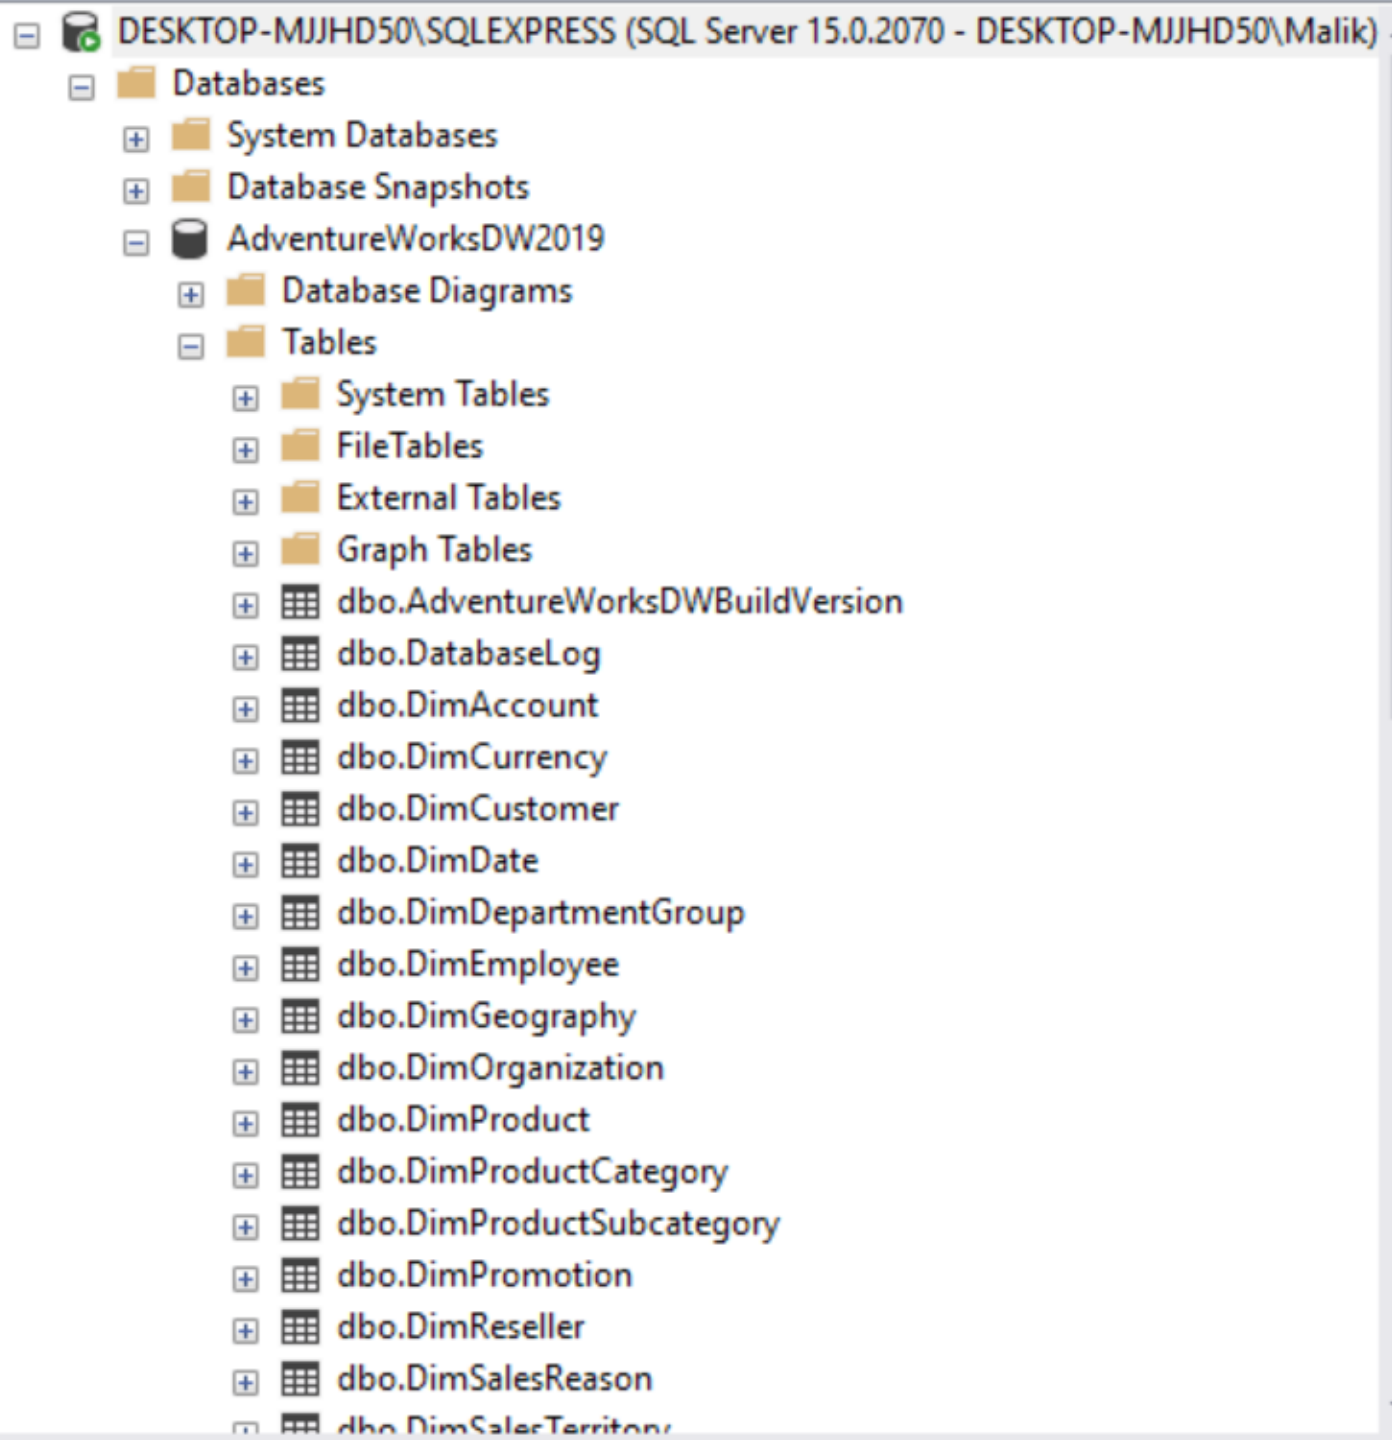 DESKTOP-MJJHD50\SQLEXPRESS (SQL Server 15.0.2070 - DESKTOP-MJJHD50\Malik)
Databases
System Databases
Database Snapshots
AdventureWorksDW2019
Database Diagrams
Tables
System Tables
FileTables
External Tables
Graph Tables
dbo.AdventureWorksDWBuildVersion
dbo.DatabaseLog
dbo.DimAccount
dbo.DimCurrency
dbo.DimCustomer
dbo.DimDate
dbo.DimDepartmentGroup
dbo.DimEmployee
dbo.DimGeography
dbo.DimOrganization
dbo.DimProduct
dbo.DimProductCategory
dbo.DimProductSubcategory
dbo.DimPromotion
dbo.DimReseller
dbo.DimSalesReason
dbo.DimSalesTerritory